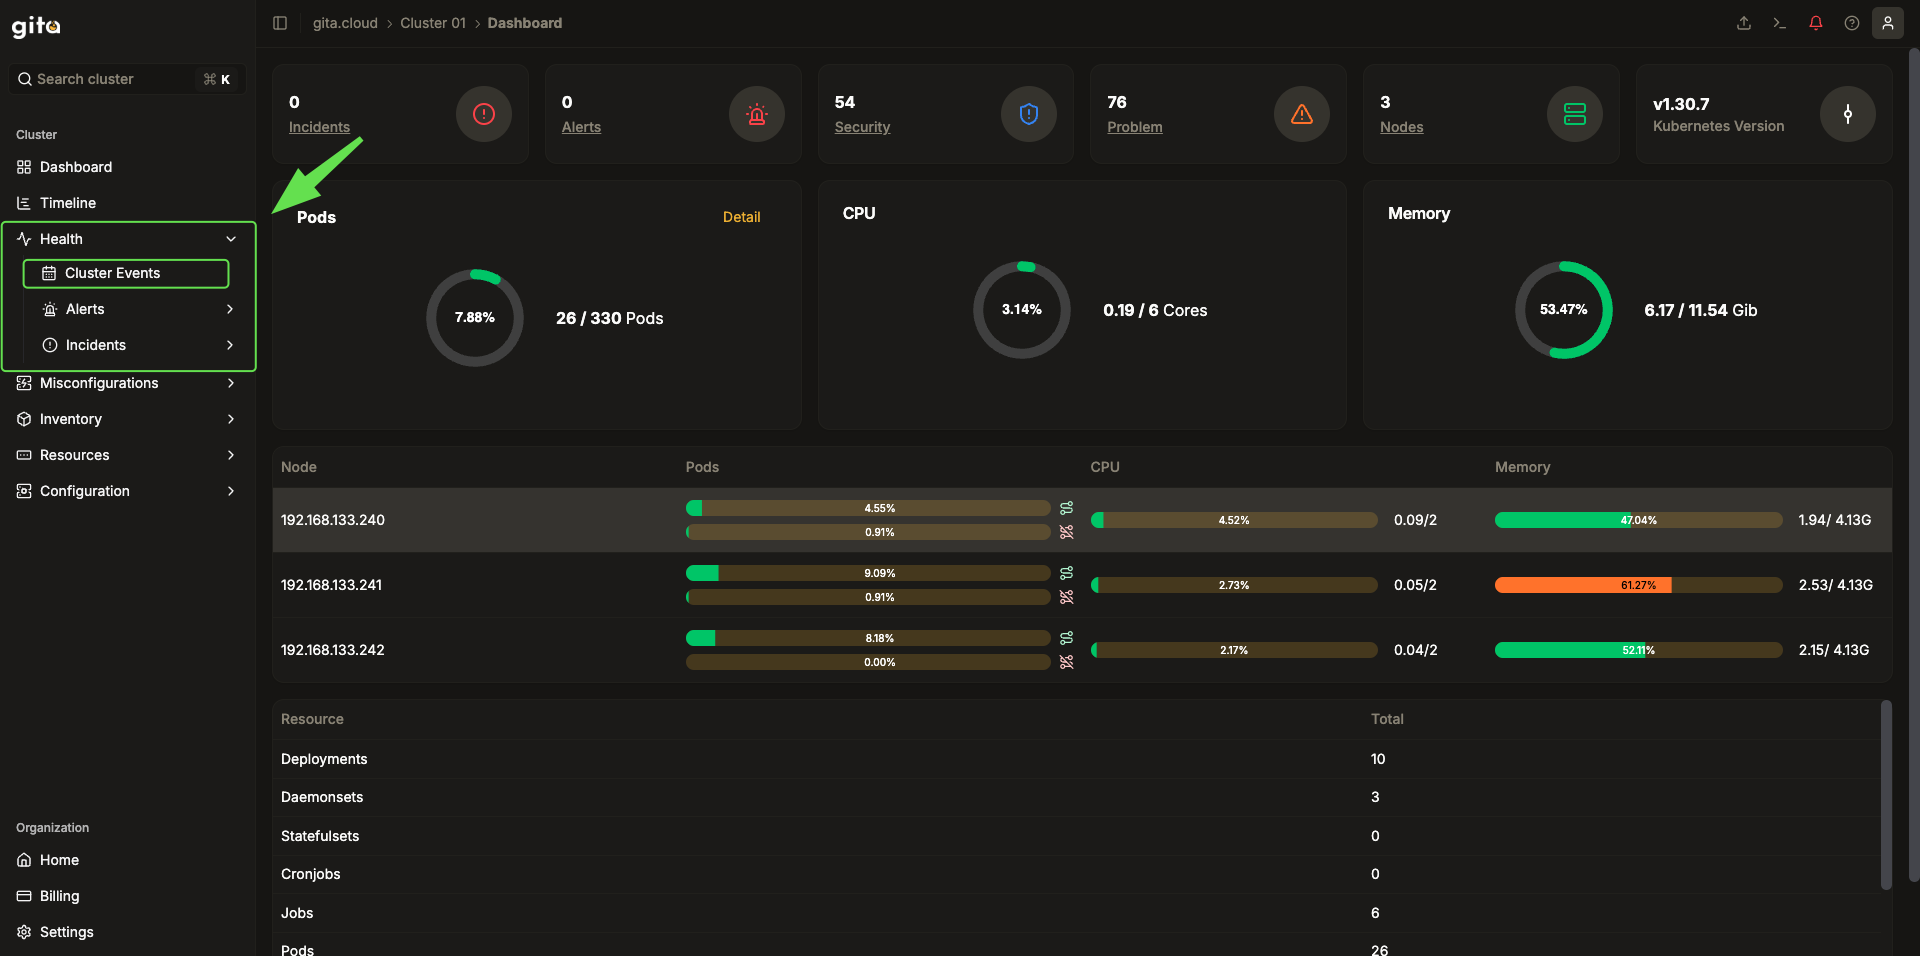 gita
gita.cloud > Cluster 01 > Dashboard
Search cluster ⌘ K
Cluster
Dashboard
Timeline
Health
Cluster Events
Alerts
Incidents
Misconfigurations
Inventory
Resources
Configuration
Organization
Home
Billing
Settings
0
Incidents
0
Alerts
54
Security
76
Problem
3
Nodes
v1.30.7
Kubernetes Version
Pods Detail
7.88% 26 / 330 Pods
CPU
3.14% 0.19 / 6 Cores
Memory
53.47% 6.17 / 11.54 Gib
Node Pods CPU Memory
192.168.133.240 4.55% 0.91% 4.52% 0.09/2 47.04% 1.94/ 4.13G
192.168.133.241 9.09% 0.91% 2.73% 0.05/2 61.27% 2.53/ 4.13G
192.168.133.242 8.18% 0.00% 2.17% 0.04/2 52.11% 2.15/ 4.13G
Resource Total
Deployments 10
Daemonsets 3
Statefulsets 0
Cronjobs 0
Jobs 6
Pods 26